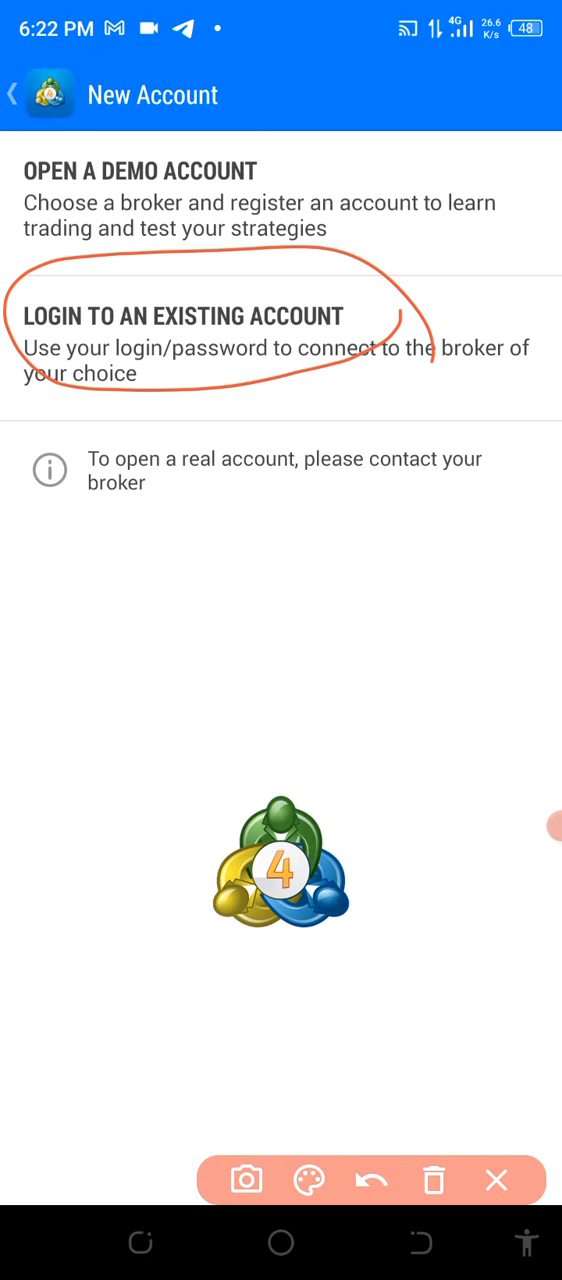 6:22 PM 4G 26.6 K/s 48
New Account
OPEN A DEMO ACCOUNT
Choose a broker and register an account to learn
trading and test your strategies
LOGIN TO AN EXISTING ACCOUNT
Use your login/password to connect to the broker of
your choice
To open a real account, please contact your
broker
4